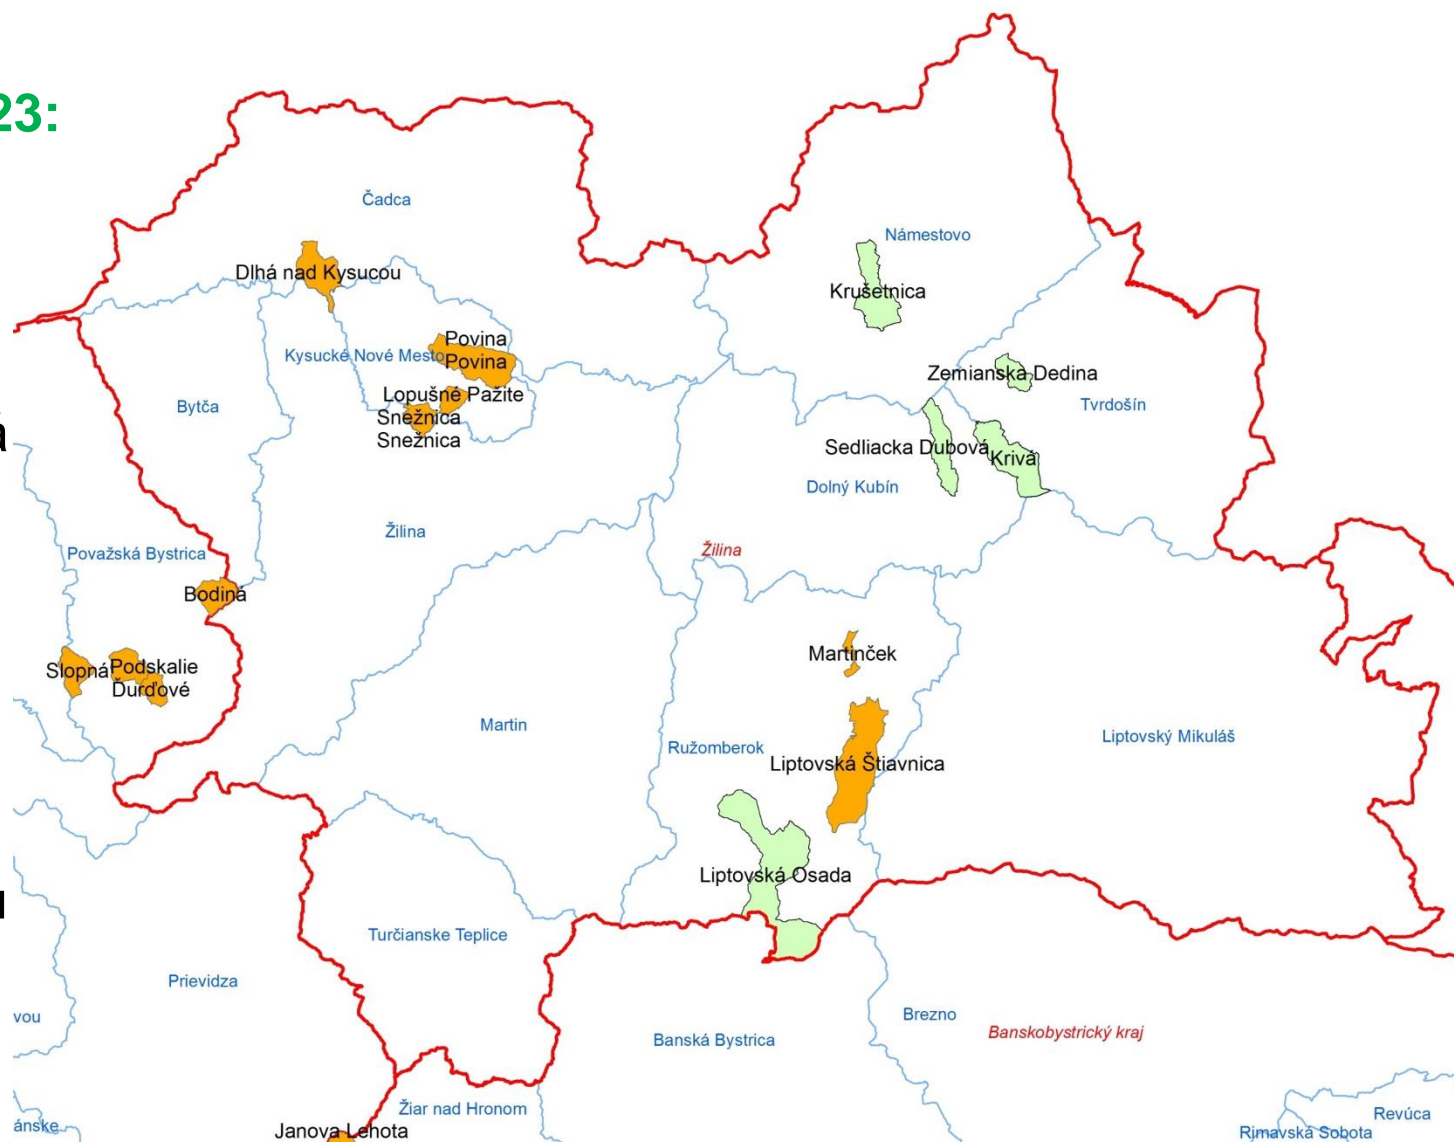 23:
Čadca
Námestovo
Dlhá nad Kysucou
Krušetnica
Povina
Kysucké Nové Mesto
Povina
Zemianska Dedina
Lopušné Pažite
Bytča
Tvrdošín
Snežnica
á
Snežnica
Sedliacka Dubová
Krivá
Dolný Kubín
Žilina
Žilina
Považská Bystrica
Bodiná
Martinček
Slopná
Podskalie
Ďurďové
Martin
Liptovský Mikuláš
Ružomberok
Liptovská Štiavnica
Liptovská Osada
Turčianske Teplice
Prievidza
vou
Brezno
Banskobystrický kraj
Banská Bystrica
Žiar nad Hronom
Revúca
ánske
Janova Lehota
Rimavská Sobota